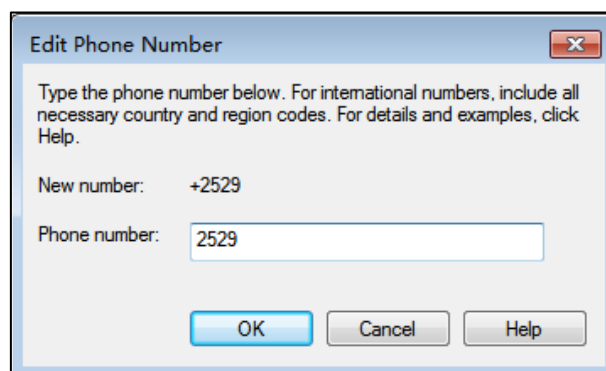 Edit Phone Number
Type the phone number below. For international numbers, include all
necessary country and region codes. For details and examples, click
Help.
New number: +2529
Phone number: 2529
OK Cancel Help